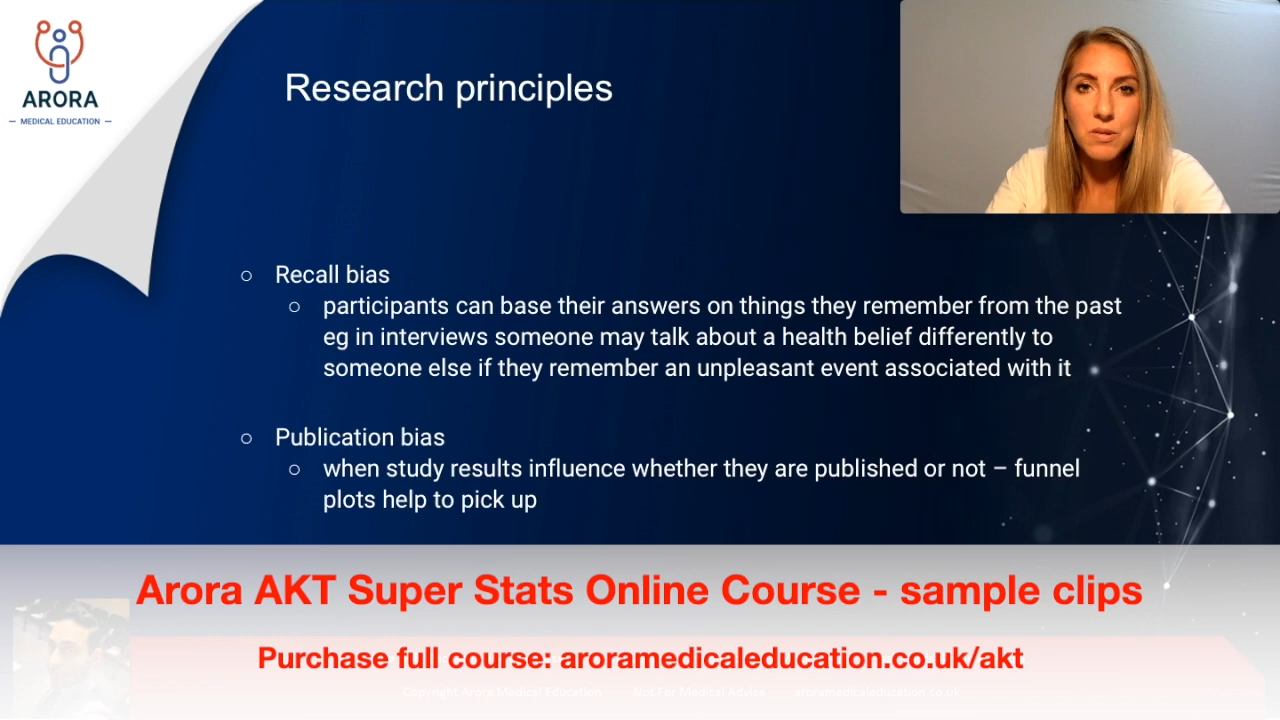 ARORA
MEDICAL EDUCATION
Research principles
○ Recall bias
○ participants can base their answers on things they remember from the past
eg in interviews someone may talk about a health belief differently to
someone else if they remember an unpleasant event associated with it
○ Publication bias
○ when study results influence whether they are published or not – funnel
plots help to pick up
Arora AKT Super Stats Online Course - sample clips
Purchase full course: aroramedicaleducation.co.uk/akt
Copyright Arora Medical Education Not For Medical Advice aroramedicaleducation.co.uk